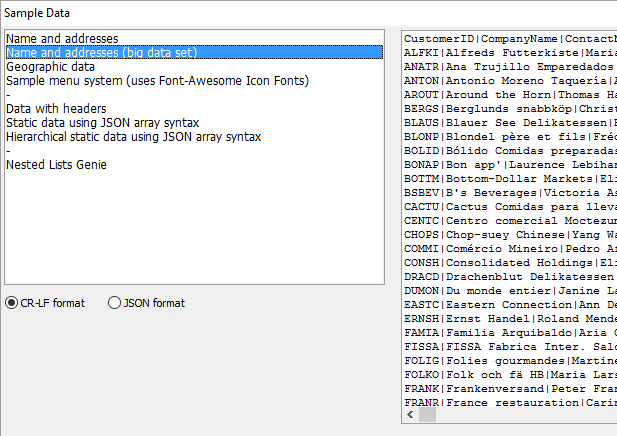 Sample Data
Name and addresses
Name and addresses (big data set)
Geographic data
Sample menu system (uses Font-Awesome Icon Fonts)
-
Data with headers
Static data using JSON array syntax
Hierarchical static data using JSON array syntax
-
Nested Lists Genie
CR-LF format
JSON format
CustomerID|CompanyName|ContactN
ALFKI|Alfreds Futterkiste|Maria
ANATR|Ana Trujillo Emparedados
ANTON|Antonio Moreno Taquería|A
AROUT|Around the Horn|Thomas Ha
BERGS|Berglunds snabbköp|Christ
BLAUS|Blauer See Delikatessen|H
BLONP|Blondel père et fils|Fréd
BOLID|Bólido Comidas preparadas
BONAP|Bon app'|Laurence Lebihan
BOTTM|Bottom-Dollar Markets|Eli
BSBEV|B's Beverages|Victoria As
CACTU|Cactus Comidas para lleva
CENTC|Centro comercial Moctezum
CHOPS|Chop-suey Chinese|Yang Wa
COMMI|Comércio Mineiro|Pedro Af
CONSH|Consolidated Holdings|Eli
DRACD|Drachenblut Delikatessen
DUMON|Du monde entier|Janine La
EASTC|Eastern Connection|Ann De
ERNSH|Ernst Handel|Roland Mende
FAMIA|Familia Arquibaldo|Aria C
FISSA|FISSA Fabrica Inter. Salc
FOLIG|Folies gourmandes|Martine
FOLKO|Folk och fä HB|Maria Lars
FRANK|Frankenversand|Peter Fran
FRANR|France restauration|Carin